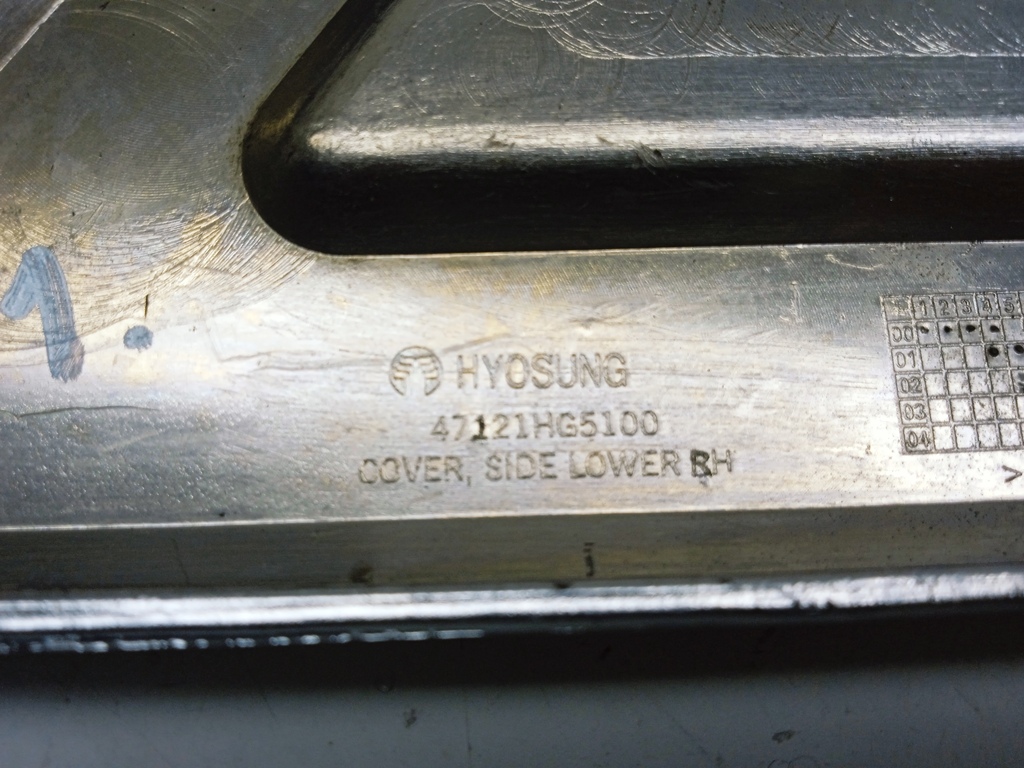 1.
HYOSUNG
47121HG5100
COVER, SIDE LOWER RH
1 2 3 4 5
00
01
02
03
04
>